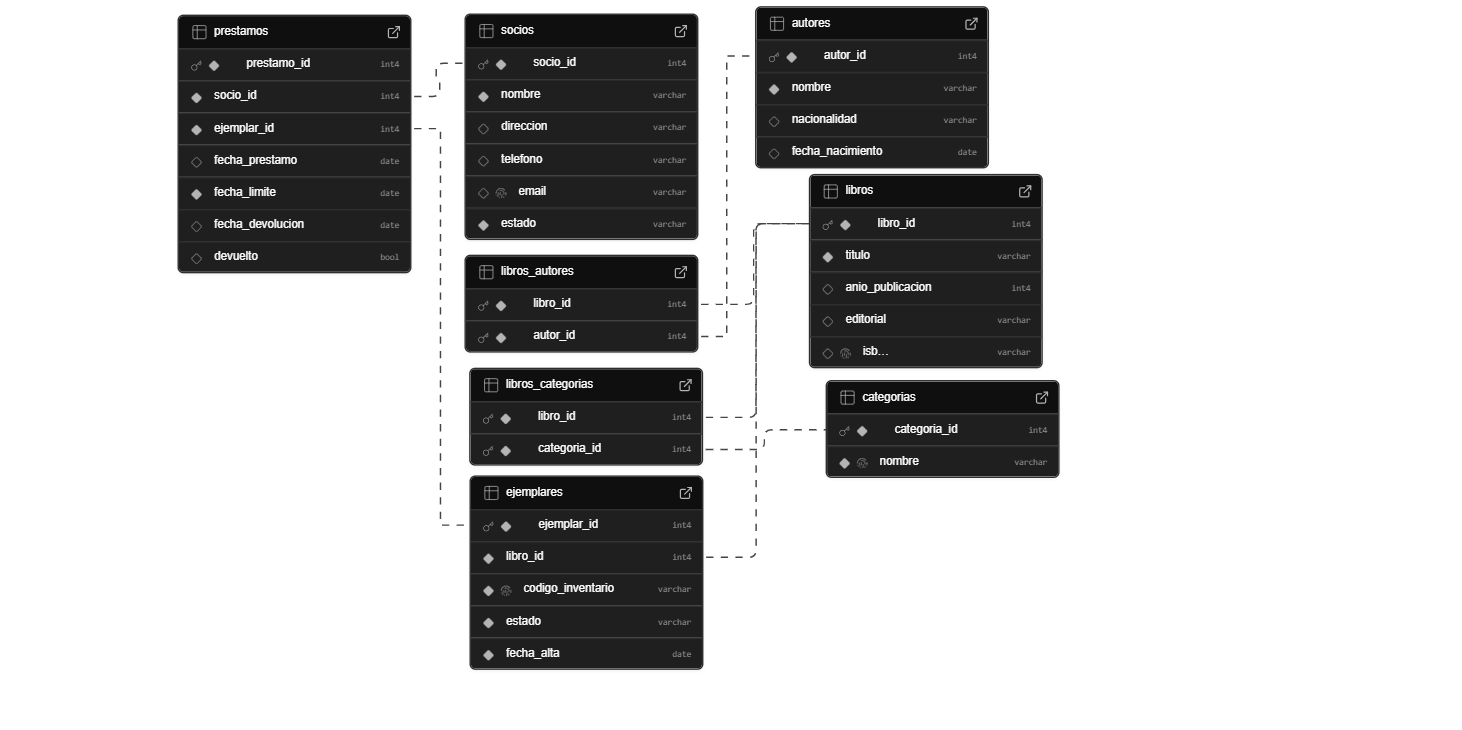 prestamos
prestamo_id int4
socio_id int4
ejemplar_id int4
fecha_prestamo date
fecha_limite date
fecha_devolucion date
devuelto bool
socios
socio_id int4
nombre varchar
direccion varchar
telefono varchar
email varchar
estado varchar
autores
autor_id int4
nombre varchar
nacionalidad varchar
fecha_nacimiento date
libros_autores
libro_id int4
autor_id int4
libros
libro_id int4
titulo varchar
anio_publicacion int4
editorial varchar
isb... varchar
libros_categorias
libro_id int4
categoria_id int4
categorias
categoria_id int4
nombre varchar
ejemplares
ejemplar_id int4
libro_id int4
codigo_inventario varchar
estado varchar
fecha_alta date